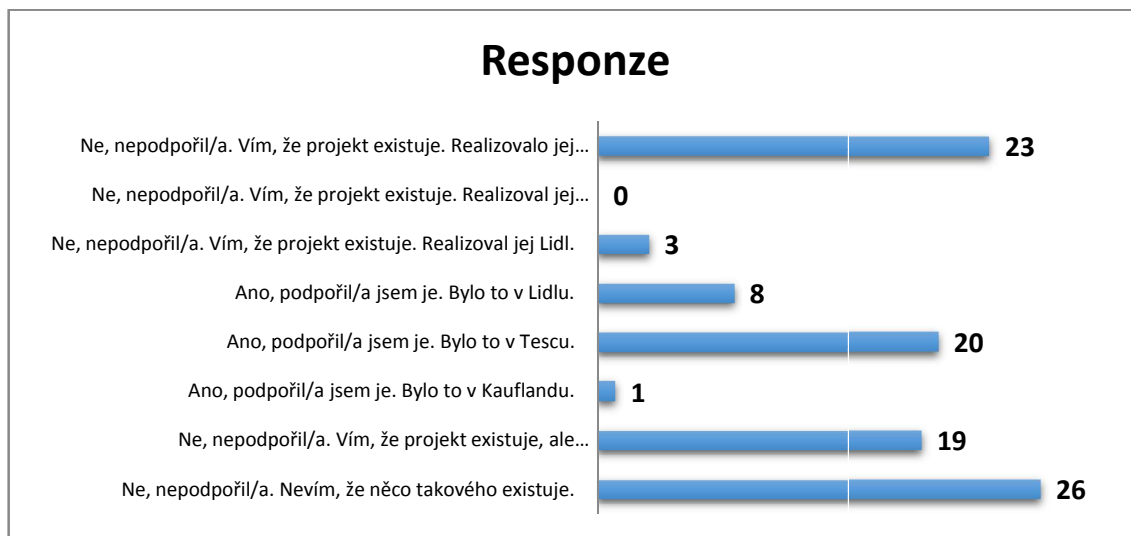 Responze
Ne, nepodpořil/a. Vím, že projekt existuje. Realizovalo jej…
23
Ne, nepodpořil/a. Vím, že projekt existuje. Realizoval jej…
0
Ne, nepodpořil/a. Vím, že projekt existuje. Realizoval jej Lidl.
3
Ano, podpořil/a jsem je. Bylo to v Lidlu.
8
Ano, podpořil/a jsem je. Bylo to v Tescu.
20
Ano, podpořil/a jsem je. Bylo to v Kauflandu.
1
Ne, nepodpořil/a. Vím, že projekt existuje, ale…
19
Ne, nepodpořil/a. Nevím, že něco takového existuje.
26